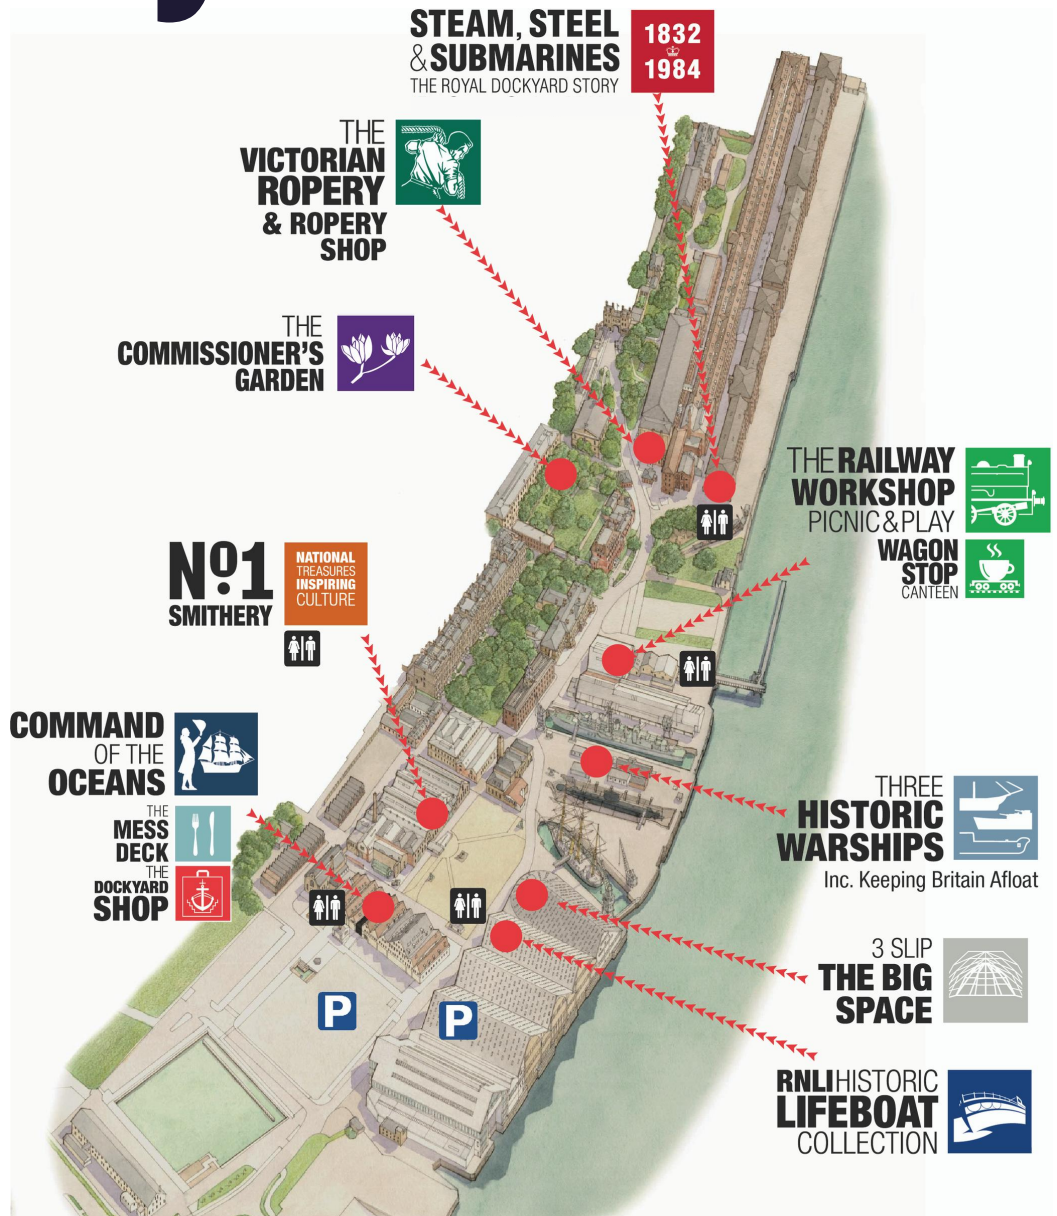 STEAM, STEEL
& SUBMARINES
THE ROYAL DOCKYARD STORY
1832
1984
THE
VICTORIAN
ROPERY
& ROPERY
SHOP
THE
COMMISSIONER'S
GARDEN
THE RAILWAY
WORKSHOP
PICNIC & PLAY
WAGON
STOP
CANTEEN
Nº1
SMITHERY
NATIONAL
TREASURES
INSPIRING
CULTURE
COMMAND
OF THE
OCEANS
THE
MESS
DECK
THE
DOCKYARD
SHOP
THREE
HISTORIC
WARSHIPS
Inc. Keeping Britain Afloat
3 SLIP
THE BIG
SPACE
P
P
RNLI HISTORIC
LIFEBOAT
COLLECTION